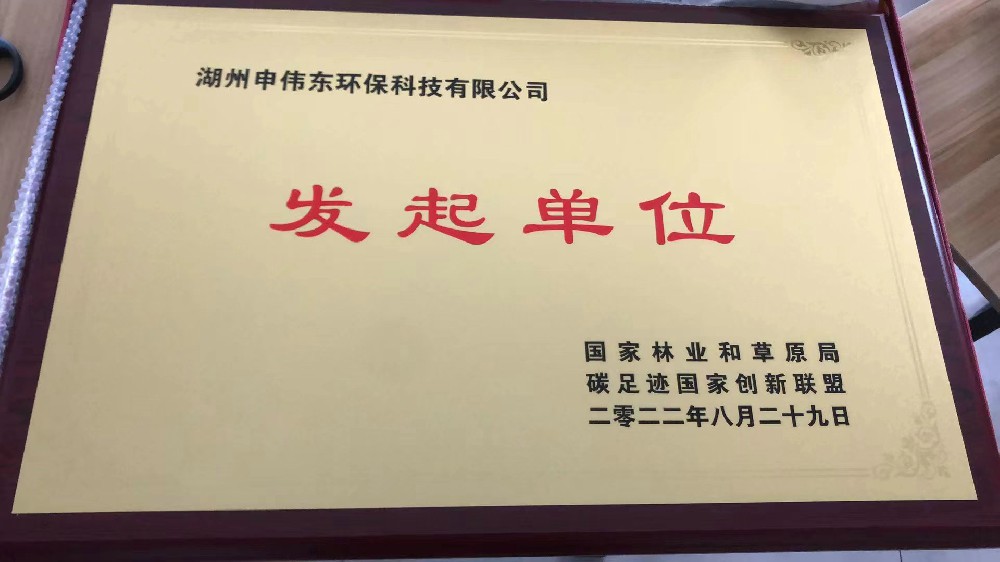 湖州申伟东环保科技有限公司
发起单位
国家林业和草原局
碳足迹国家创新联盟
二零二二年八月二十九日